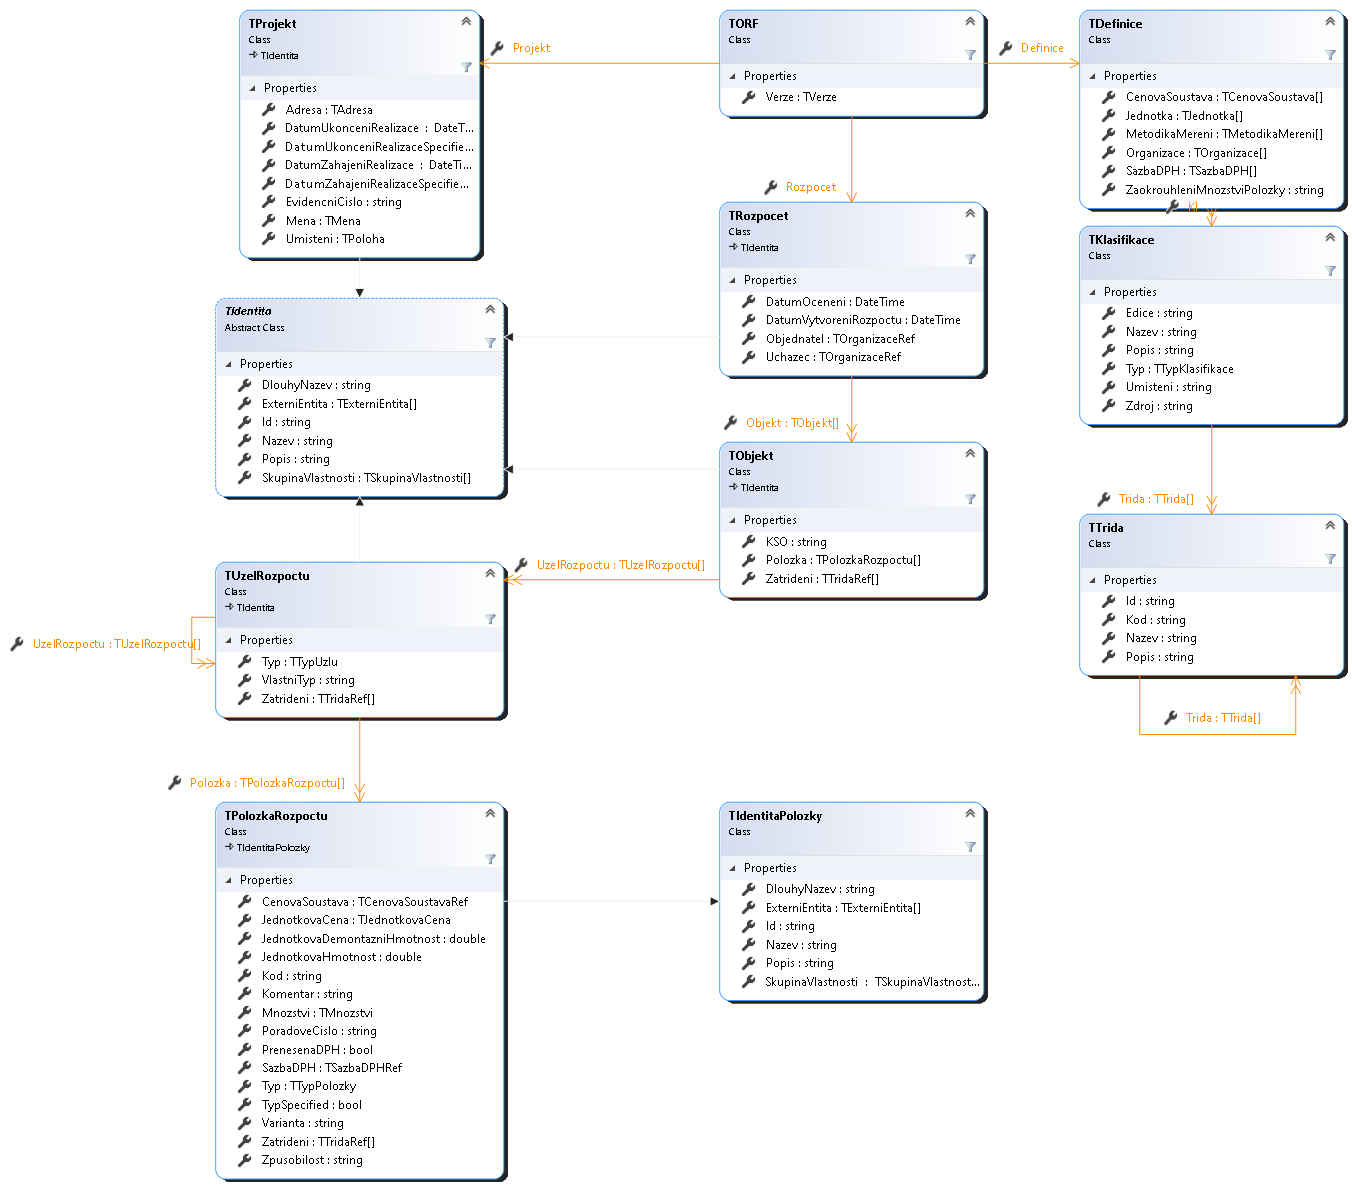 TProjekt
Class
TIdentita
Properties
Adresa : TAdresa
DatumUkonceniRealizace : DateT...
DatumUkonceniRealizaceSpecifie...
DatumZahajeniRealizace : DateTi...
DatumZahajeniRealizaceSpecifie...
EvidencniCislo : string
Mena : TMena
Umisteni : TPoloha
Projekt
TORF
Class
Properties
Verze : TVerze
Definice
TDefinice
Class
Properties
CenovaSoustava : TCenovaSoustava[]
Jednotka : TJednotka[]
MetodikaMereni : TMetodikaMereni[]
Organizace : TOrganizace[]
SazbaDPH : TSazbaDPH[]
ZaokrouhleniMnozstviPolozky : string
Rozpocet
TRozpocet
Class
TIdentita
Properties
DatumOceneni : DateTime
DatumVytvoreniRozpoctu : DateTime
Objednatel : TOrganizaceRef
Uchazec : TOrganizaceRef
TKlasifikace
Class
Properties
Edice : string
Nazev : string
Popis : string
Typ : TTypKlasifikace
Umisteni : string
Zdroj : string
TIdentita
Abstract Class
Properties
DlouhyNazev : string
ExterniEntita : TExterniEntita[]
Id : string
Nazev : string
Popis : string
SkupinaVlastnosti : TSkupinaVlastnosti[]
Objekt : TObjekt[]
TObjekt
Class
TIdentita
Properties
KSO : string
Polozka : TPolozkaRozpoctu[]
Zatrideni : TTridaRef[]
Trida : TTrida[]
TTrida
Class
Properties
Id : string
Kod : string
Nazev : string
Popis : string
Trida : TTrida[]
UzelRozpoctu : TUzelRozpoctu[]
TUzelRozpoctu
Class
TIdentita
Properties
Typ : TTypUzlu
VlastniTyp : string
Zatrideni : TTridaRef[]
UzelRozpoctu : TUzelRozpoctu[]
Polozka : TPolozkaRozpoctu[]
TPolozkaRozpoctu
Class
TIdentitaPolozky
Properties
CenovaSoustava : TCenovaSoustavaRef
JednotkovaCena : TJednotkovaCena
JednotkovaDemontazniHmotnost : double
JednotkovaHmotnost : double
Kod : string
Komentar : string
Mnozstvi : TMnozstvi
PoradoveCislo : string
PrenesenaDPH : bool
SazbaDPH : TSazbaDPHRef
Typ : TTypPolozky
TypSpecified : bool
Varianta : string
Zatrideni : TTridaRef[]
Zpusobilost : string
TIdentitaPolozky
Class
Properties
DlouhyNazev : string
ExterniEntita : TExterniEntita[]
Id : string
Nazev : string
Popis : string
SkupinaVlastnosti : TSkupinaVlastnost...